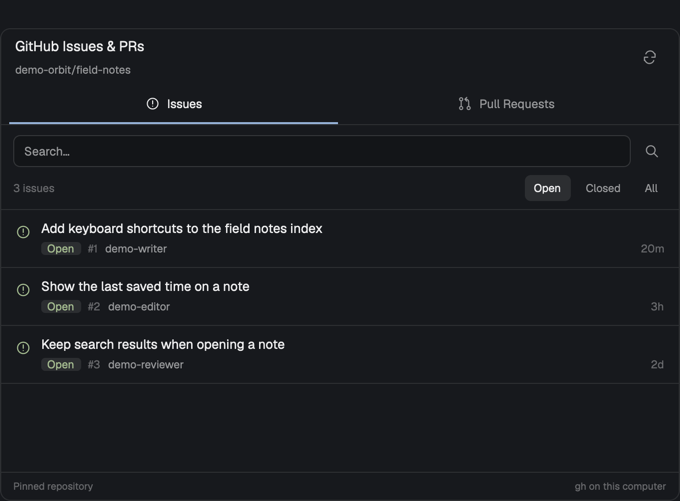 GitHub Issues & PRs
demo-orbit/field-notes
Issues
Pull Requests
Search...
3 issues
Open
Closed
All
Add keyboard shortcuts to the field notes index
Open #1 demo-writer 20m
Show the last saved time on a note
Open #2 demo-editor 3h
Keep search results when opening a note
Open #3 demo-reviewer 2d
Pinned repository
gh on this computer